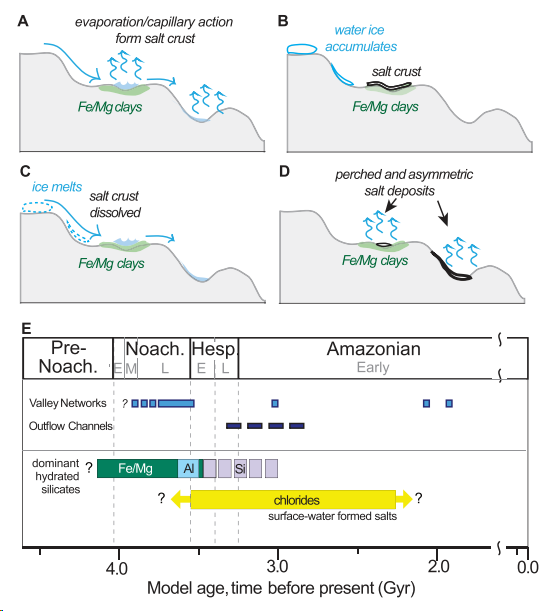 A
evaporation/capillary action
form salt crust
Fe/Mg clays
B
water ice
accumulates
salt crust
Fe/Mg clays
C
ice melts
salt crust
dissolved
Fe/Mg clays
D
perched and asymmetric
salt deposits
Fe/Mg clays
E
Pre-
Noach.
Noach.
E M L
Hesp.
E L
Amazonian
Early
Valley Networks
?
Outflow Channels
dominant
hydrated
silicates
?
Fe/Mg
Al
Si
?
chlorides
?
surface-water formed salts
4.0 3.0 2.0 0.0
Model age, time before present (Gyr)